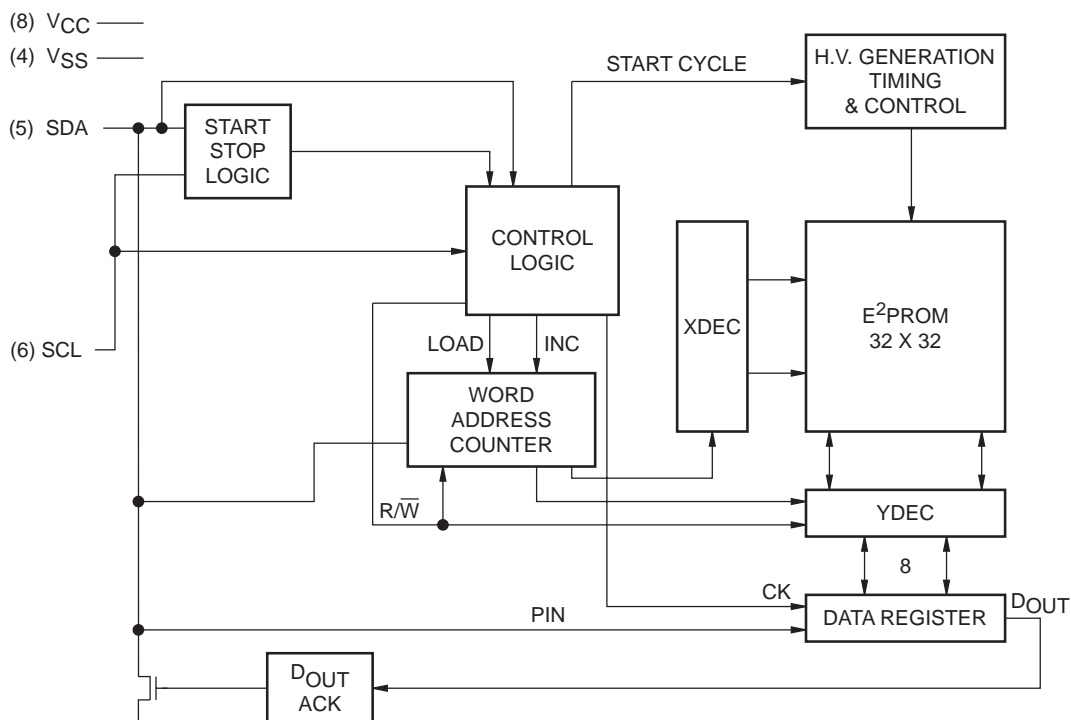 (8) VCC
(4) VSS
START CYCLE
H.V. GENERATION
TIMING
& CONTROL
(5) SDA
START
STOP
LOGIC
CONTROL
LOGIC
XDEC
E²PROM
32 X 32
(6) SCL
LOAD
INC
WORD
ADDRESS
COUNTER
R/W̅
YDEC
8
CK
DATA REGISTER
DOUT
PIN
DOUT
ACK